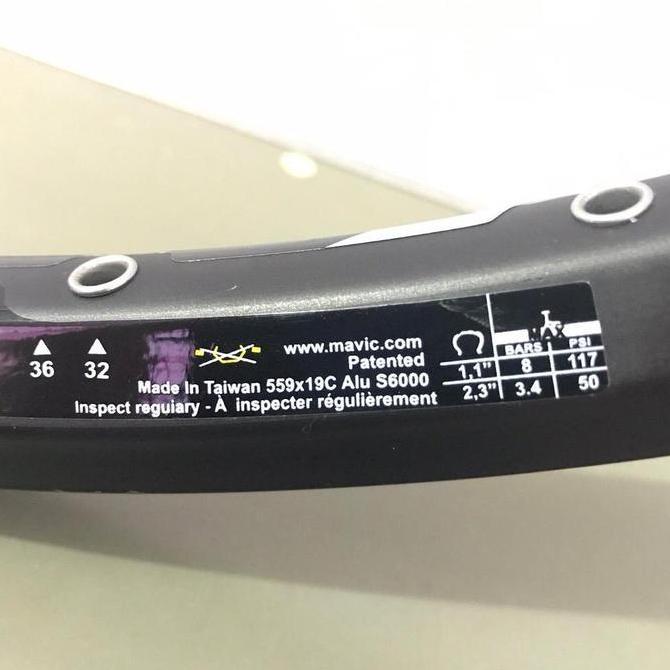 36 32
www.mavic.com
Patented
Made In Taiwan 559x19C Alu S6000
Inspect reguiary - À inspecter régulièrement
BARS PSI
1.1" 8 117
2,3" 3.4 50